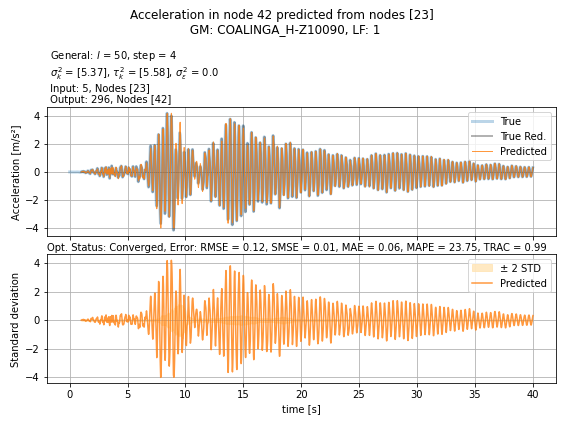 Acceleration in node 42 predicted from nodes [23]
GM: COALINGA_H-Z10090, LF: 1
General: l = 50, step = 4
σ²ₖ = [5.37], τ²ₖ = [5.58], σ²ε = 0.0
Input: 5, Nodes [23]
Output: 296, Nodes [42]
Acceleration [m/s²]
4
2
0
−2
−4
True
True Red.
Predicted
Opt. Status: Converged, Error: RMSE = 0.12, SMSE = 0.01, MAE = 0.06, MAPE = 23.75, TRAC = 0.99
Standard deviation
4
2
0
−2
−4
± 2 STD
Predicted
0 5 10 15 20 25 30 35 40
time [s]